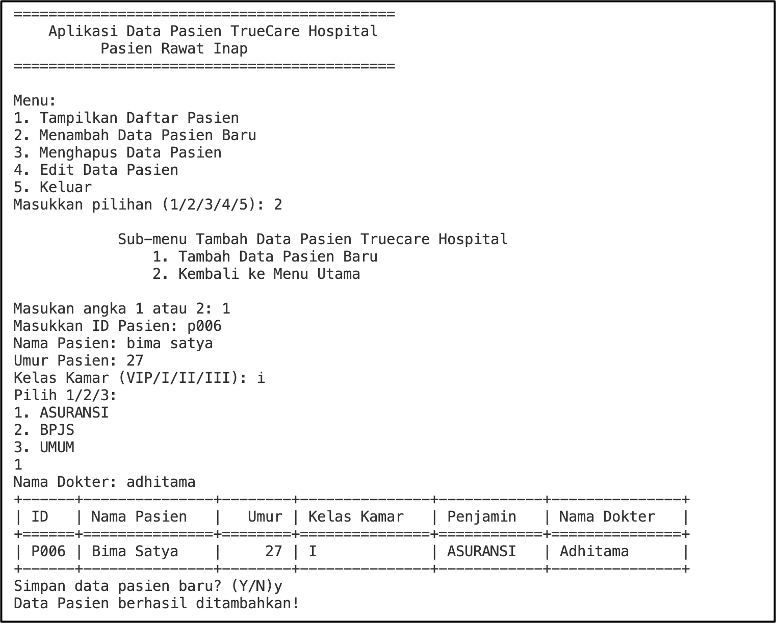 ============================================
Aplikasi Data Pasien TrueCare Hospital
Pasien Rawat Inap
============================================
Menu:
1. Tampilkan Daftar Pasien
2. Menambah Data Pasien Baru
3. Menghapus Data Pasien
4. Edit Data Pasien
5. Keluar
Masukkan pilihan (1/2/3/4/5): 2
Sub-menu Tambah Data Pasien Truecare Hospital
1. Tambah Data Pasien Baru
2. Kembali ke Menu Utama
Masukan angka 1 atau 2: 1
Masukkan ID Pasien: p006
Nama Pasien: bima satya
Umur Pasien: 27
Kelas Kamar (VIP/I/II/III): i
Pilih 1/2/3:
1. ASURANSI
2. BPJS
3. UMUM
1
Nama Dokter: adhitama
+------+---------------+--------+---------------+------------+---------------+
| ID   | Nama Pasien   |   Umur | Kelas Kamar   | Penjamin   | Nama Dokter   |
+======+===============+========+===============+============+===============+
| P006 | Bima Satya    |     27 | I             | ASURANSI   | Adhitama      |
+------+---------------+--------+---------------+------------+---------------+
Simpan data pasien baru? (Y/N)y
Data Pasien berhasil ditambahkan!